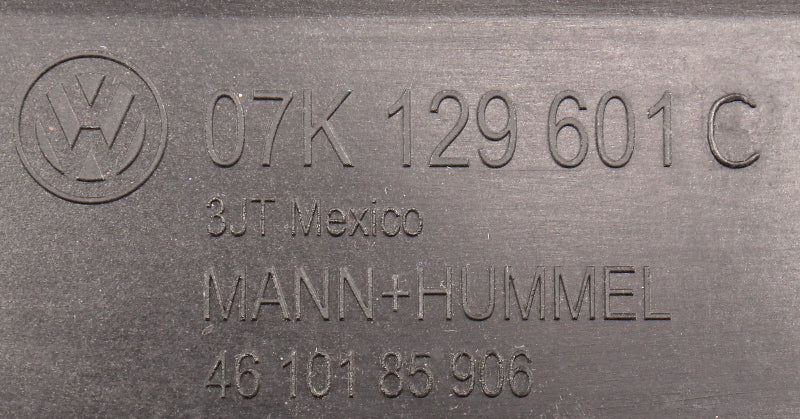 07K 129 601 C
3JT Mexico
MANN+HUMMEL
46 101 85 906